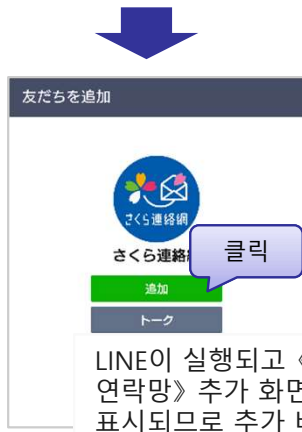 友だちを追加
さくら連絡網
さくら連絡
클릭
追加
トーク
LINE이 실행되고 《
연락망》 추가 화면
표시되므로 추가 버